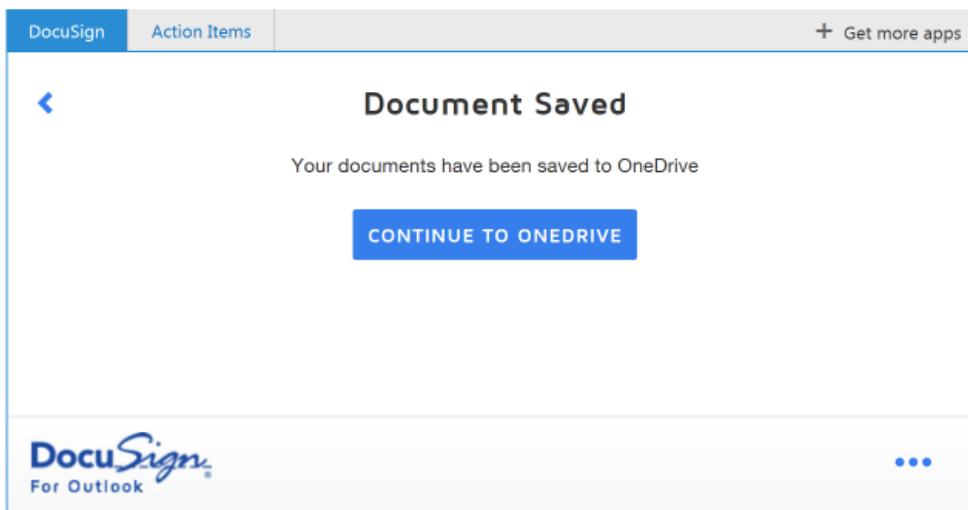 DocuSign Action Items + Get more apps
Document Saved
Your documents have been saved to OneDrive
CONTINUE TO ONEDRIVE
DocuSign®
For Outlook